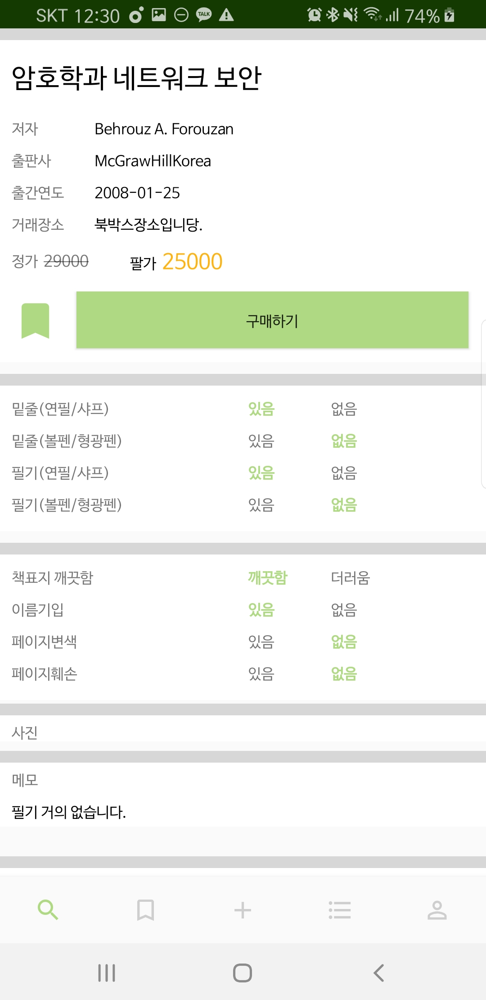 SKT 12:30 TALK 74%
암호학과 네트워크 보안
저자 Behrouz A. Forouzan
출판사 McGrawHillKorea
출간연도 2008-01-25
거래장소 북박스장소입니당.
정가 29000 팔가 25000
구매하기
밑줄(연필/샤프) 있음 없음
밑줄(볼펜/형광펜) 있음 없음
필기(연필/샤프) 있음 없음
필기(볼펜/형광펜) 있음 없음
책표지 깨끗함 깨끗함 더러움
이름기입 있음 없음
페이지변색 있음 없음
페이지훼손 있음 없음
사진
메모
필기 거의 없습니다.